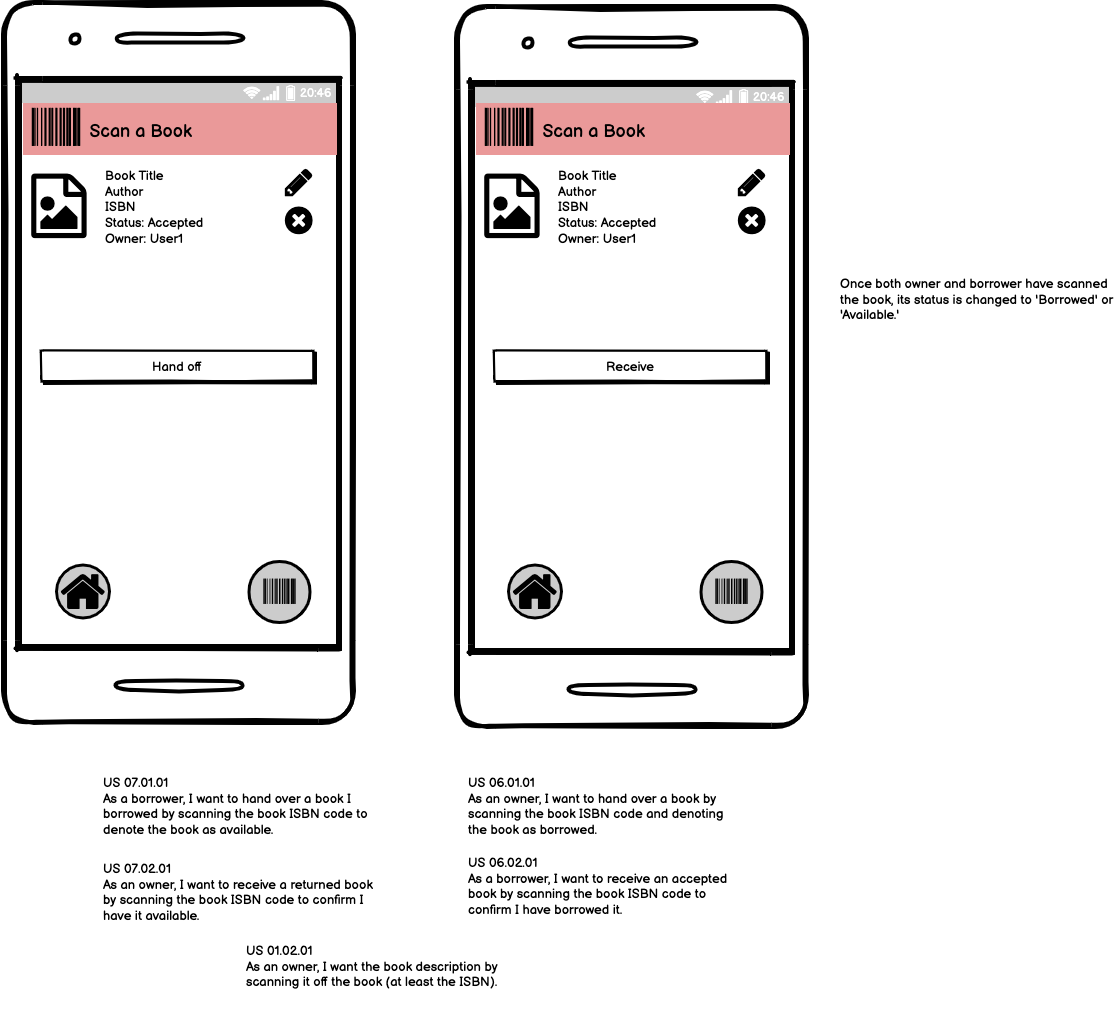 20:46
Scan a Book
Book Title
Author
ISBN
Status: Accepted
Owner: User1
Hand off
20:46
Scan a Book
Book Title
Author
ISBN
Status: Accepted
Owner: User1
Receive
Once both owner and borrower have scanned
the book, its status is changed to 'Borrowed' or
'Available.'
US 07.01.01
As a borrower, I want to hand over a book I
borrowed by scanning the book ISBN code to
denote the book as available.
US 07.02.01
As an owner, I want to receive a returned book
by scanning the book ISBN code to confirm I
have it available.
US 06.01.01
As an owner, I want to hand over a book by
scanning the book ISBN code and denoting
the book as borrowed.
US 06.02.01
As a borrower, I want to receive an accepted
book by scanning the book ISBN code to
confirm I have borrowed it.
US 01.02.01
As an owner, I want the book description by
scanning it off the book (at least the ISBN).